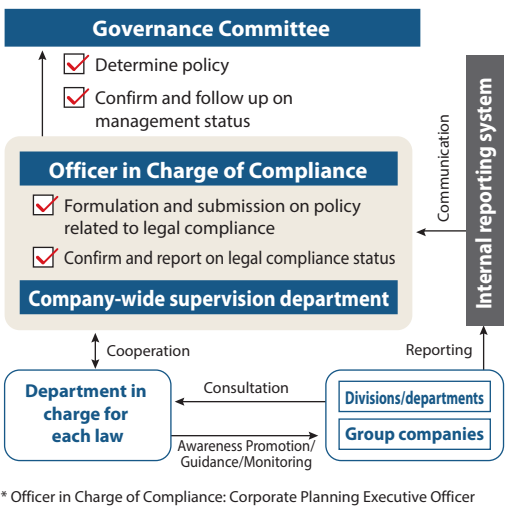 Governance Committee
Determine policy
Confirm and follow up on
management status
Officer in Charge of Compliance
Formulation and submission on policy
related to legal compliance
Confirm and report on legal compliance status
Company-wide supervision department
Communication
Internal reporting system
Cooperation
Reporting
Department in
charge for
each law
Consultation
Awareness Promotion/
Guidance/Monitoring
Divisions/departments
Group companies
* Officer in Charge of Compliance: Corporate Planning Executive Officer